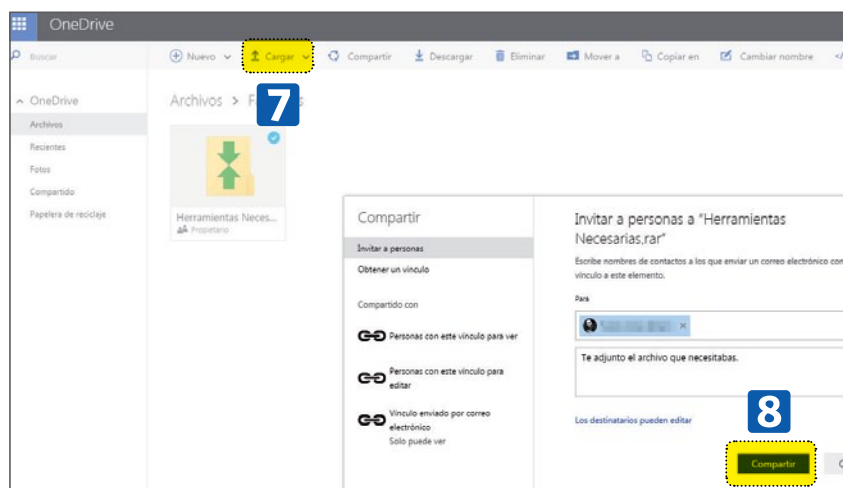 OneDrive
Buscar
Nuevo
Cargar
Compartir
Descargar
Eliminar
Mover a
Copiar en
Cambiar nombre
7
OneDrive
Archivos
Recientes
Fotos
Compartido
Papelera de reciclaje
Archivos >
Herramientas Neces...
Propietario
Compartir
Invitar a personas
Obtener un vínculo
Compartido con
Personas con este vínculo para ver
Personas con este vínculo para
editar
Vínculo enviado por correo
electrónico
Solo puede ver
Invitar a personas a "Herramientas
Necesarias.rar"
Escribe nombres de contactos a los que enviar un correo electrónico con
vínculo a este elemento.
Para
Te adjunto el archivo que necesitabas.
Los destinatarios pueden editar
8
Compartir